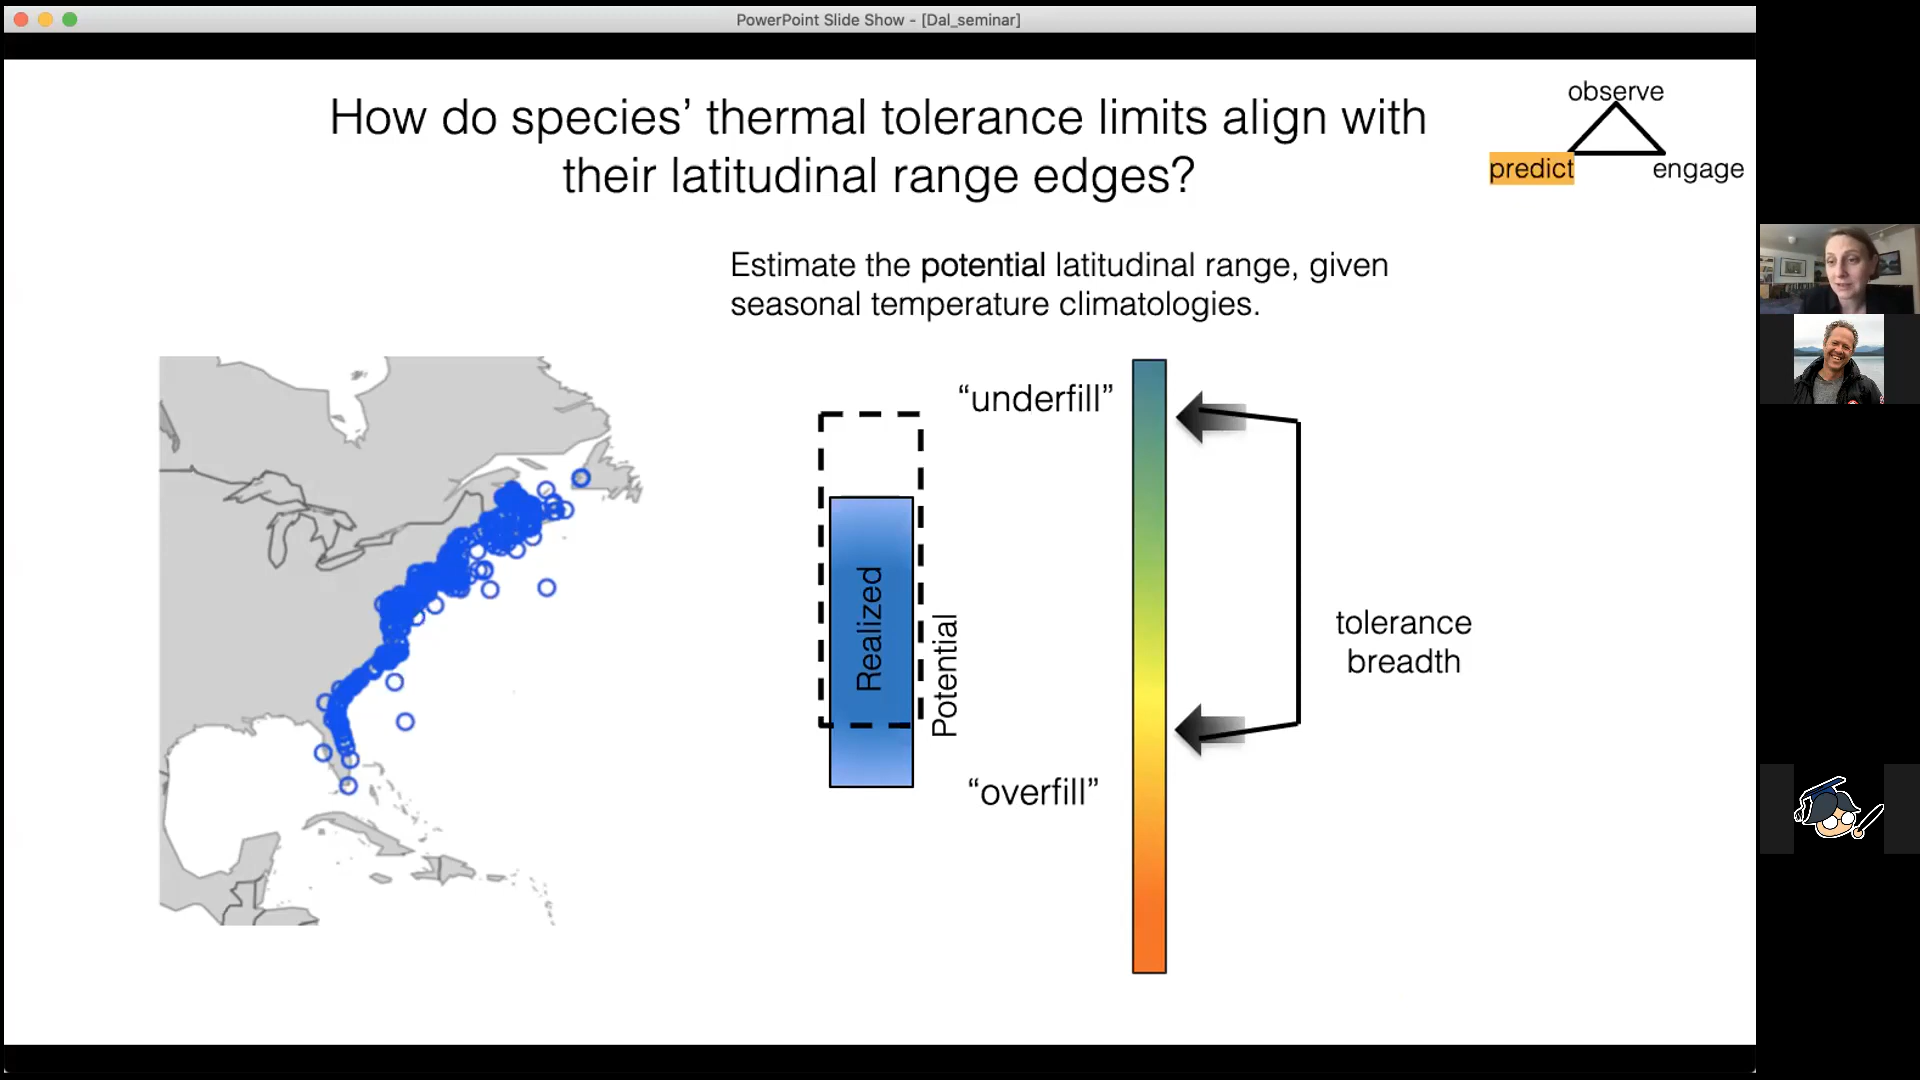 PowerPoint Slide Show - [Dal_seminar]
How do species’ thermal tolerance limits align with
their latitudinal range edges?
observe
predict
engage
Estimate the potential latitudinal range, given
seasonal temperature climatologies.
“underfill”
Realized
Potential
tolerance
breadth
“overfill”